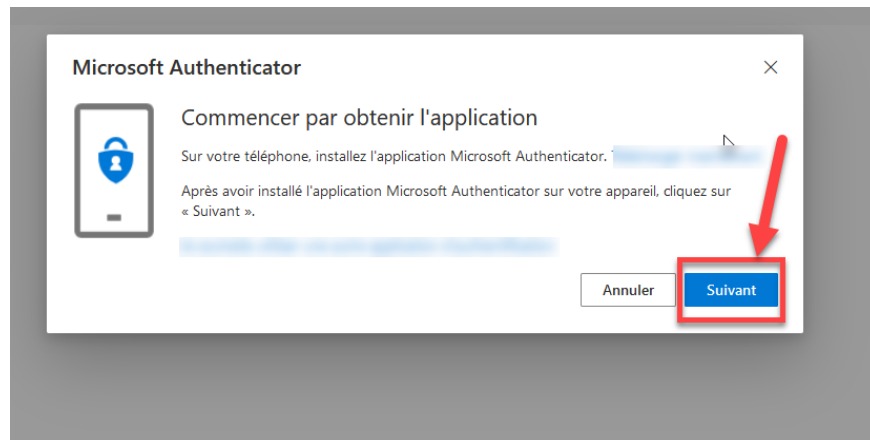 Microsoft Authenticator
Commencer par obtenir l'application
Sur votre téléphone, installez l'application Microsoft Authenticator.
Après avoir installé l'application Microsoft Authenticator sur votre appareil, cliquez sur
« Suivant ».
Annuler
Suivant